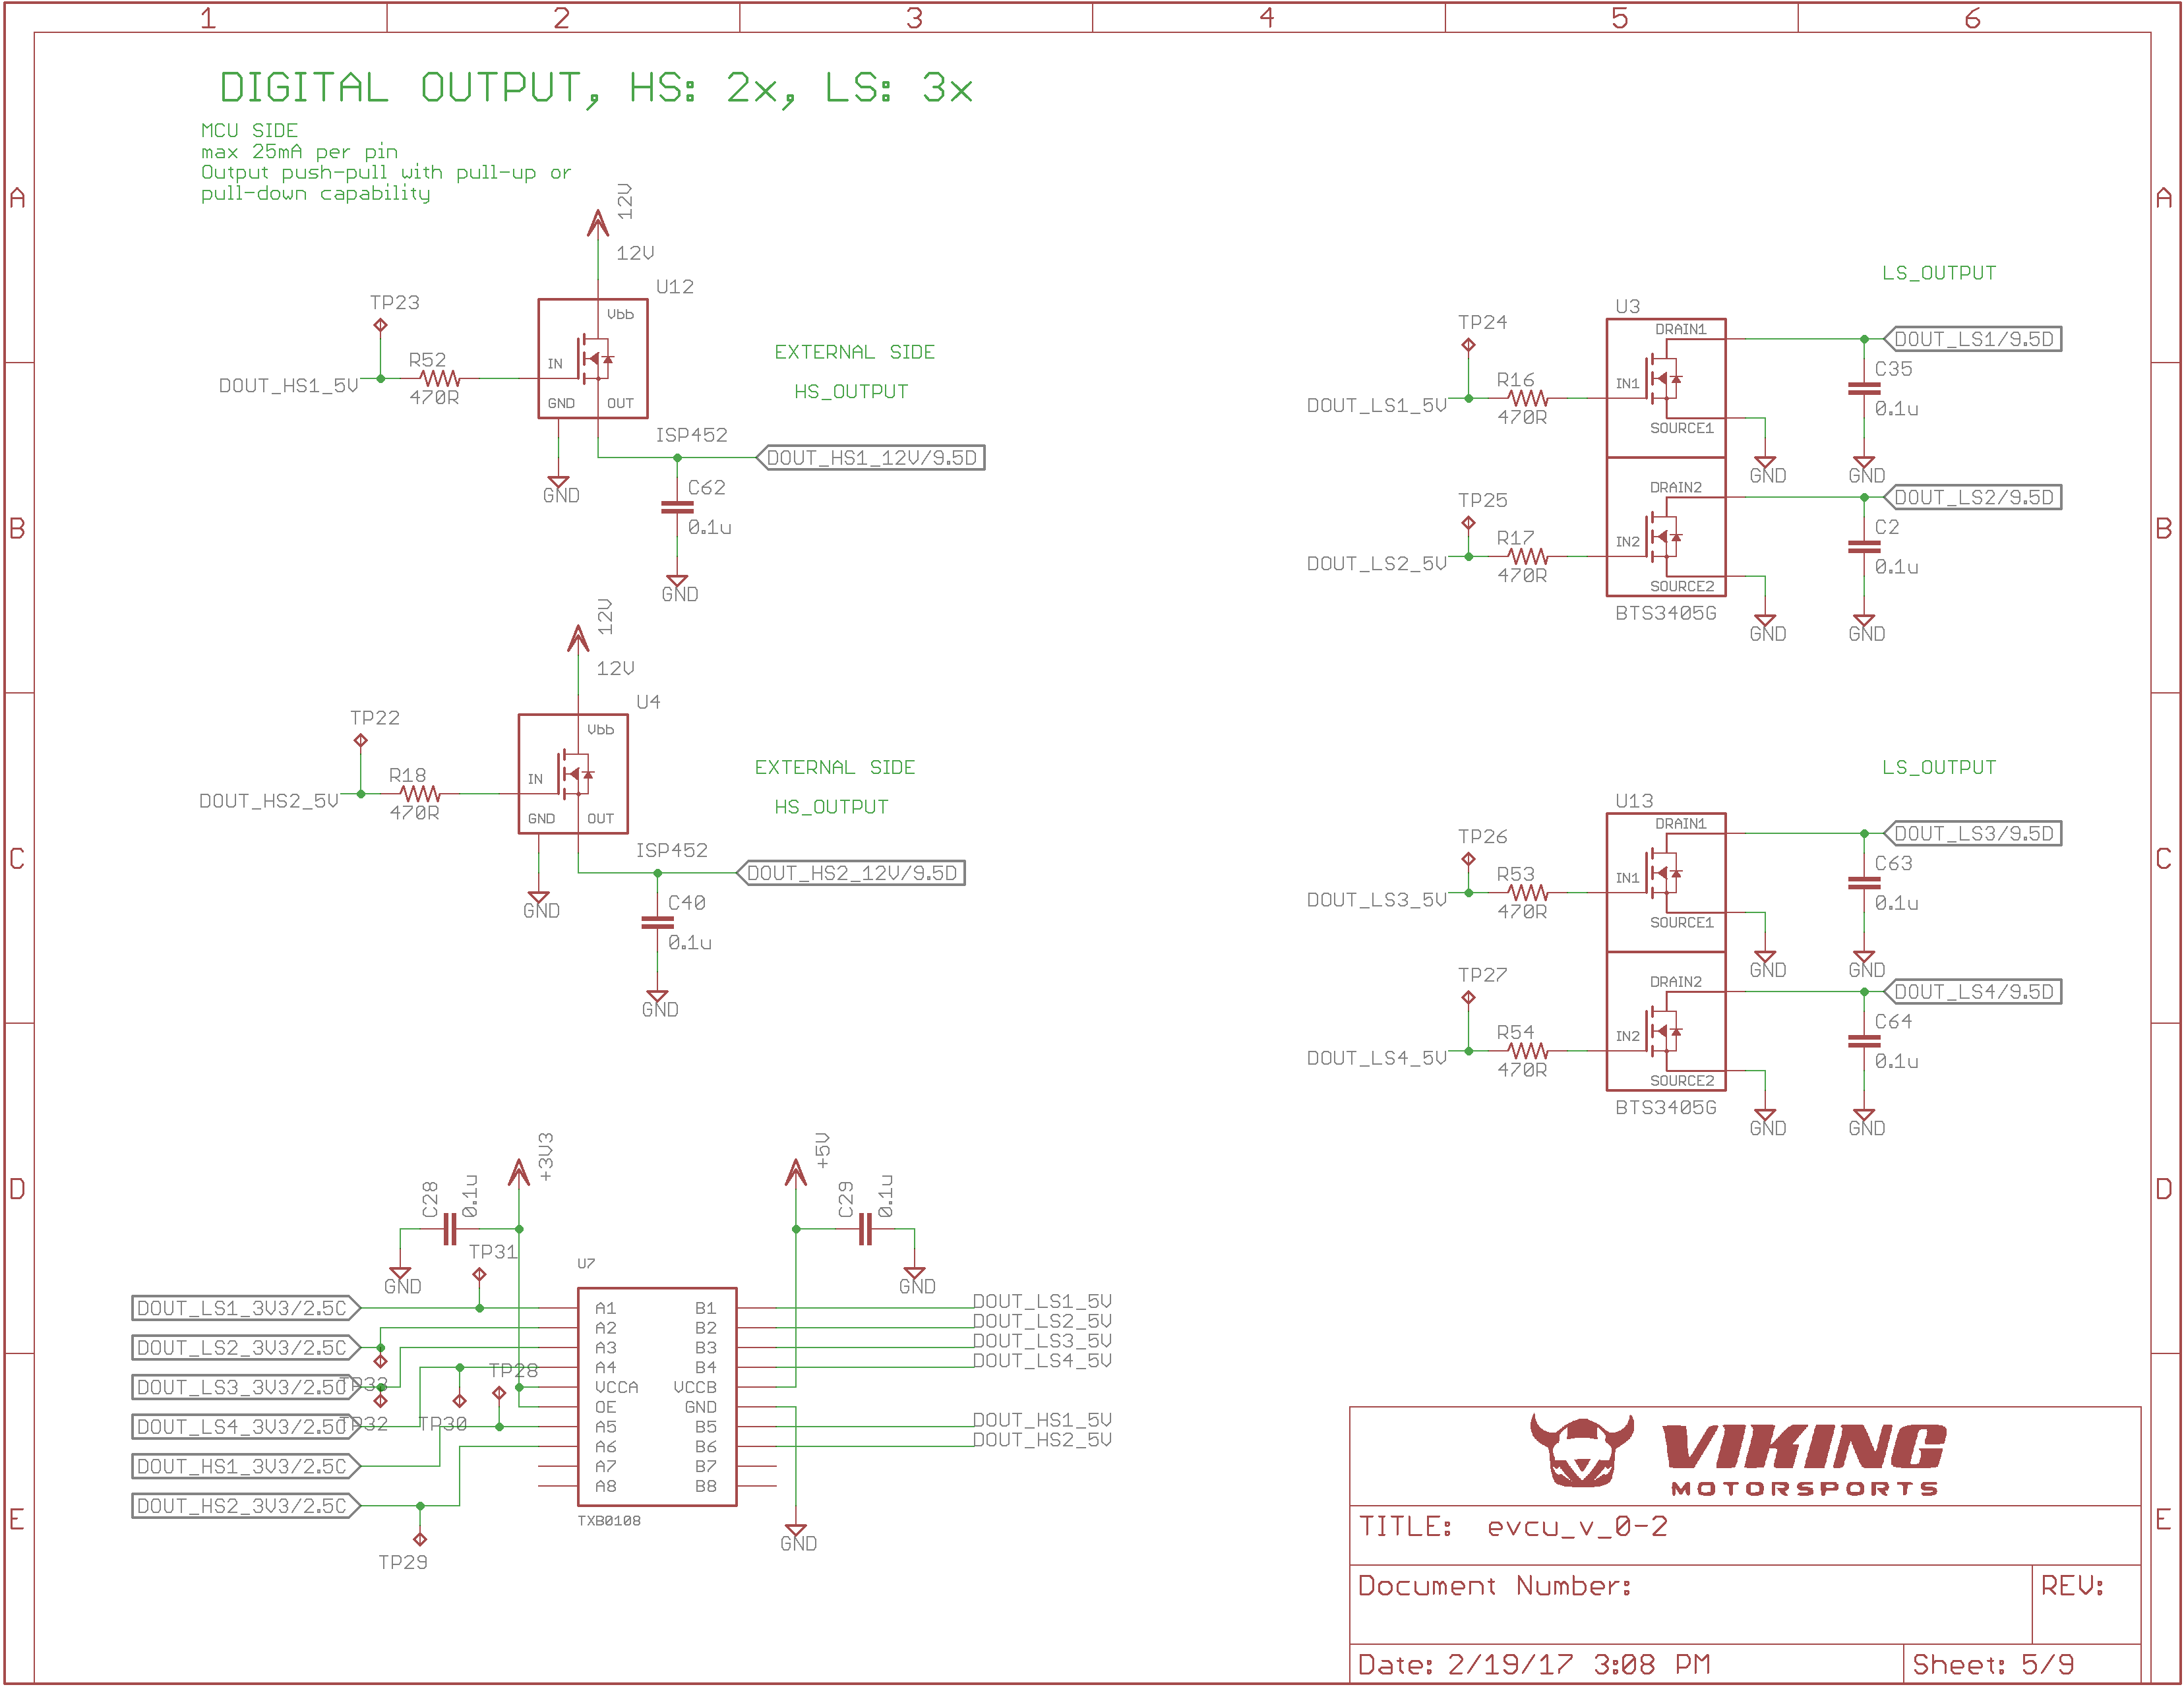 1 2 3 4 5 6
DIGITAL OUTPUT, HS: 2x, LS: 3x
MCU SIDE
max 25mA per pin
Output push-pull with pull-up or
pull-down capability
A
A
12V
12V
U12
Vbb
IN
GND
OUT
TP23
R52
DOUT_HS1_5V
470R
EXTERNAL SIDE
HS_OUTPUT
ISP452
DOUT_HS1_12V/9.5D
GND
C62
0.1u
GND
B
B
12V
12V
U4
Vbb
IN
GND
OUT
TP22
R18
DOUT_HS2_5V
470R
EXTERNAL SIDE
HS_OUTPUT
ISP452
DOUT_HS2_12V/9.5D
GND
C40
0.1u
GND
C
C
LS_OUTPUT
U3
TP24
DRAIN1
DOUT_LS1/9.5D
R16
IN1
C35
DOUT_LS1_5V
470R
0.1u
SOURCE1
GND
GND
TP25
DRAIN2
DOUT_LS2/9.5D
R17
IN2
C2
DOUT_LS2_5V
470R
0.1u
SOURCE2
BTS3405G
GND
GND
LS_OUTPUT
U13
TP26
DRAIN1
DOUT_LS3/9.5D
R53
IN1
C63
DOUT_LS3_5V
470R
0.1u
SOURCE1
GND
GND
TP27
DRAIN2
DOUT_LS4/9.5D
R54
IN2
C64
DOUT_LS4_5V
470R
0.1u
SOURCE2
BTS3405G
GND
GND
D
D
+3V3
+5V
C28
0.1u
C29
0.1u
GND
GND
TP31
U7
DOUT_LS1_3V3/2.5C
A1
B1
DOUT_LS1_5V
A2
B2
DOUT_LS2_5V
DOUT_LS2_3V3/2.5C
A3
B3
DOUT_LS3_5V
TP28
A4
B4
DOUT_LS4_5V
DOUT_LS3_3V3/2.5C
TP33
VCCA
VCCB
OE
GND
DOUT_LS4_3V3/2.5C
TP32
TP30
A5
B5
DOUT_HS1_5V
A6
B6
DOUT_HS2_5V
DOUT_HS1_3V3/2.5C
A7
B7
A8
B8
DOUT_HS2_3V3/2.5C
TXB0108
TP29
GND
E
E
VIKING
MOTORSPORTS
TITLE: evcu_v_0-2
Document Number:
REV:
Date: 2/19/17 3:08 PM
Sheet: 5/9